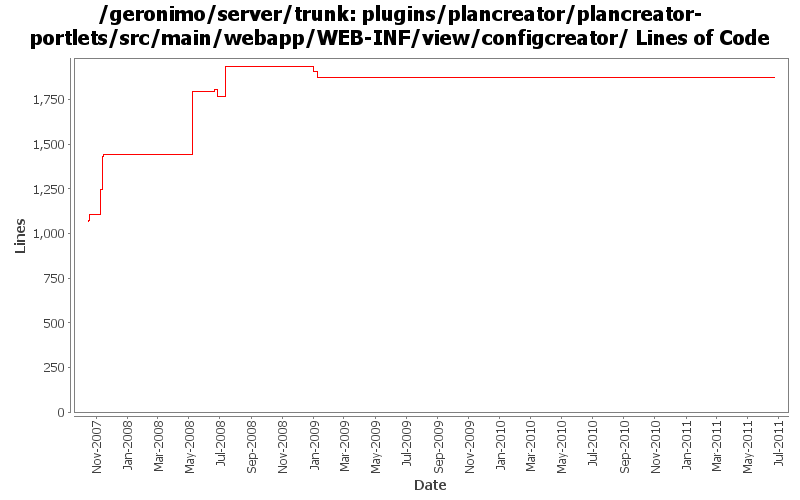 /geronimo/server/trunk: plugins/plancreator/plancreator-
portlets/src/main/webapp/WEB-INF/view/configcreator/ Lines of Code
Lines
1,750
1,500
1,250
1,000
750
500
250
0
Nov-2007
Jan-2008
Mar-2008
May-2008
Jul-2008
Sep-2008
Nov-2008
Jan-2009
Mar-2009
May-2009
Jul-2009
Sep-2009
Nov-2009
Jan-2010
Mar-2010
May-2010
Jul-2010
Sep-2010
Nov-2010
Jan-2011
Mar-2011
May-2011
Jul-2011
Date